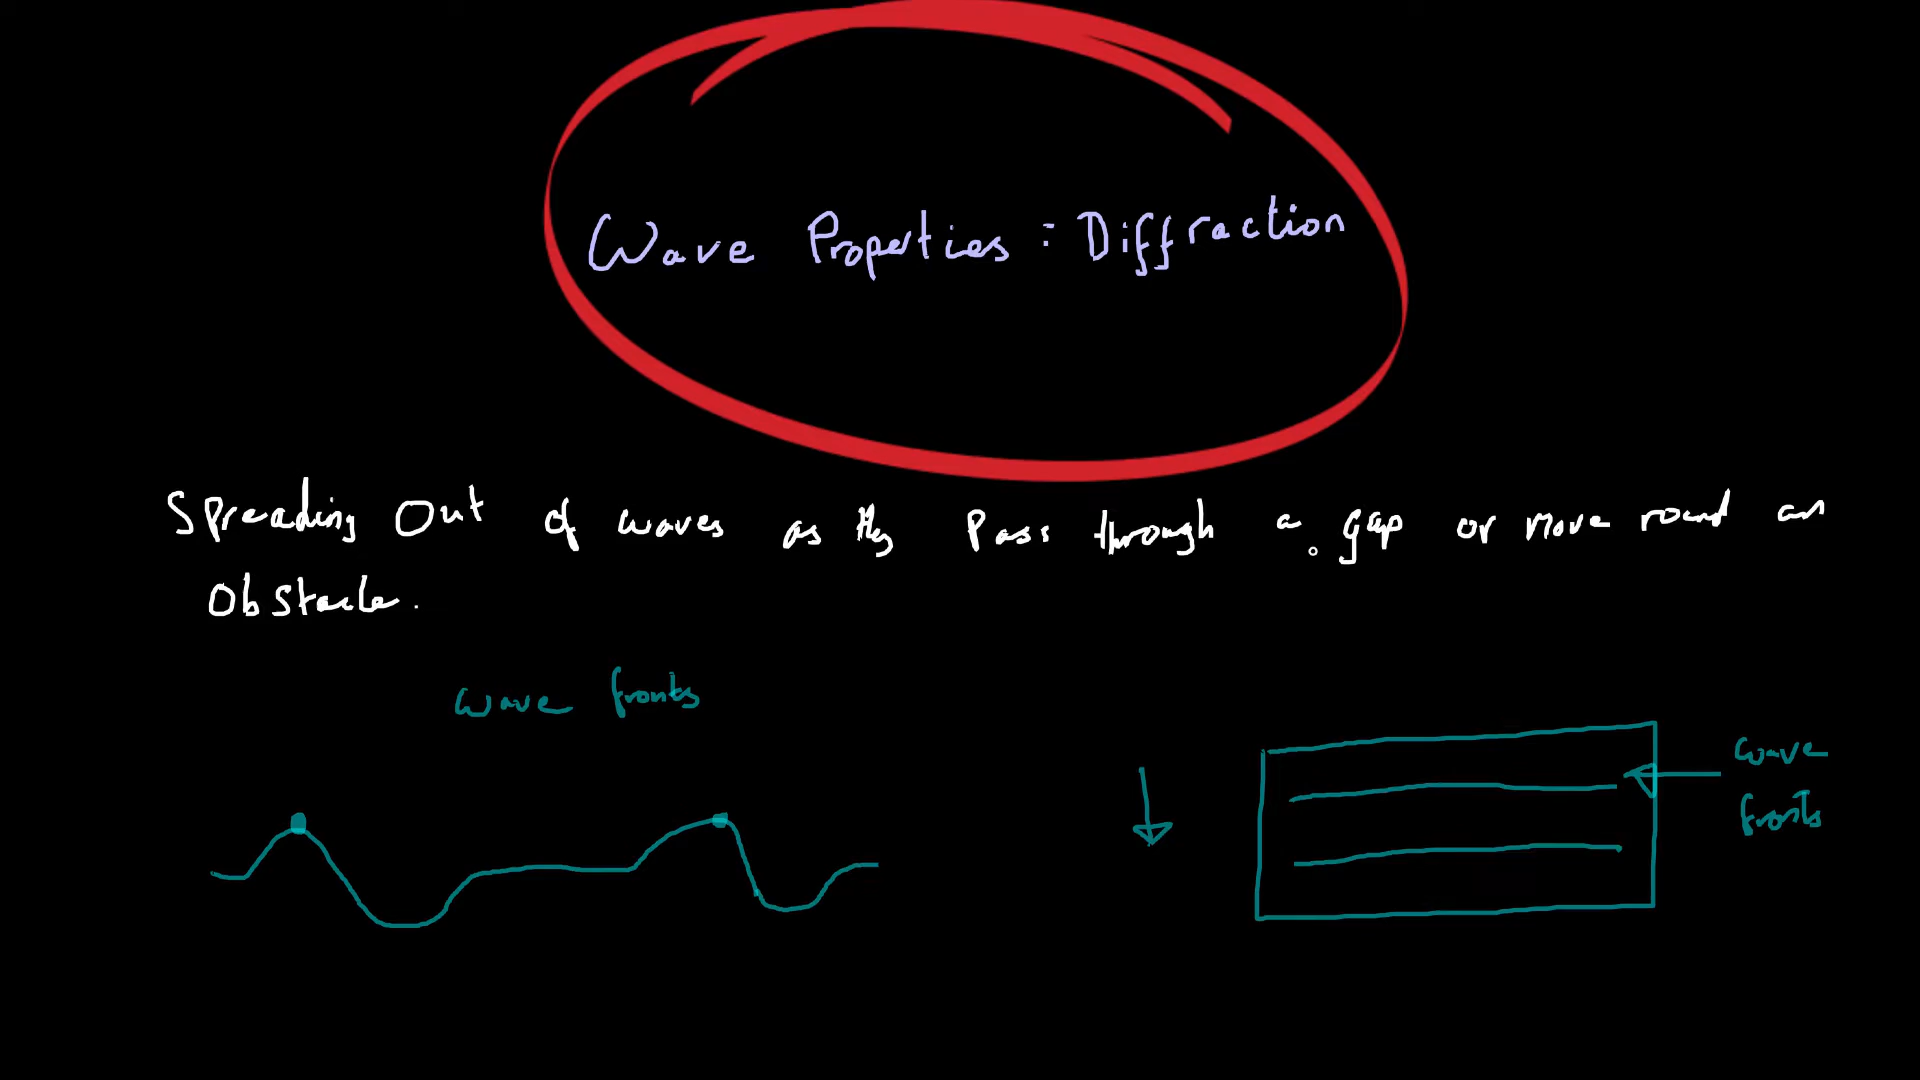 Wave Properties : Diffraction
Spreading Out of waves as they Pass through a gap or move round an
Obstacle.
wave fronts
wave
fronts